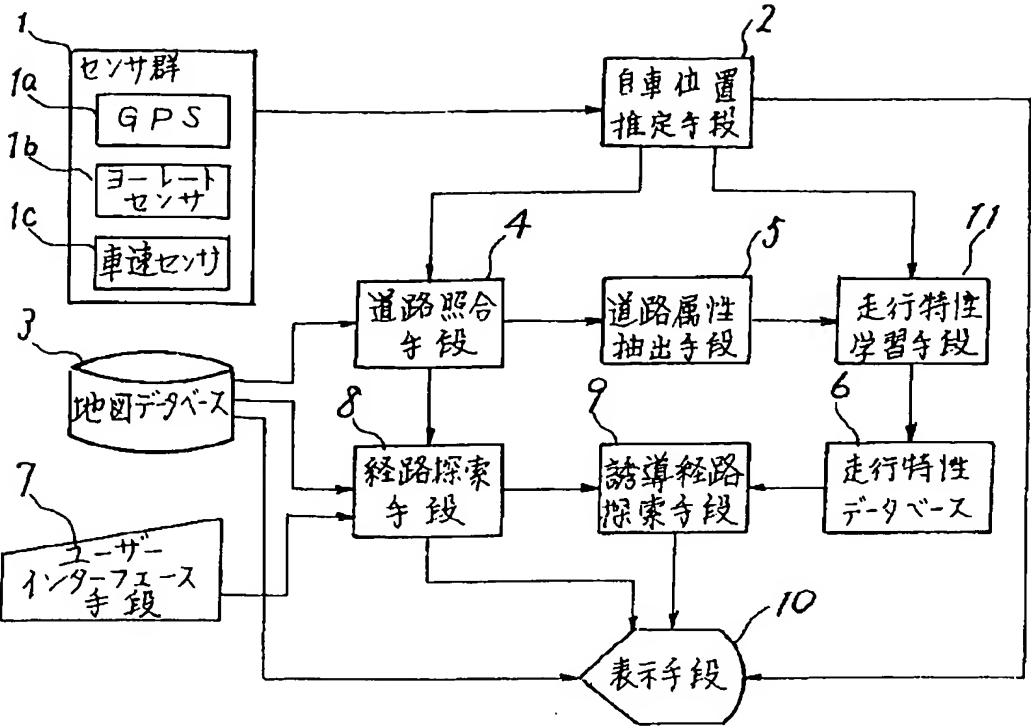 1
センサ群
1a
GPS
1b
ヨーレート
センサ
1c
車速センサ
2
自車位置
推定手段
3
地図データベース
4
道路照合
手段
5
道路属性
抽出手段
11
走行特性
学習手段
8
経路探索
手段
9
誘導経路
探索手段
6
走行特性
データベース
7
ユーザー
インターフェース
手段
10
表示手段